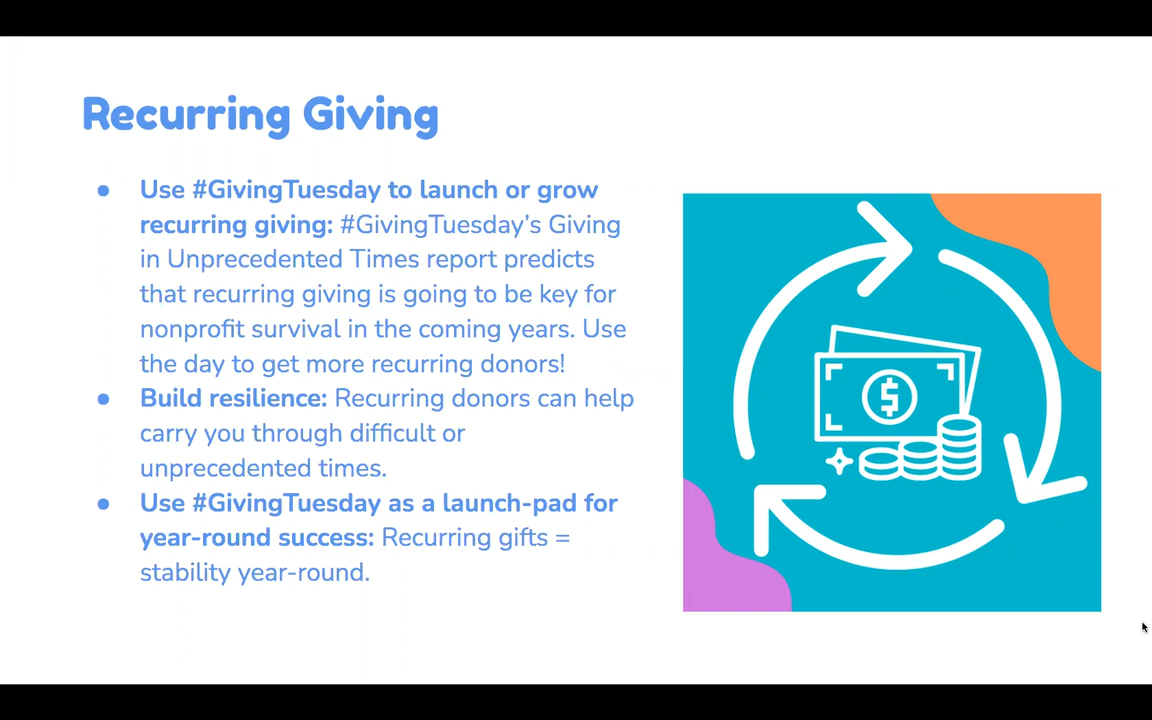 Recurring Giving
● Use #GivingTuesday to launch or grow
recurring giving: #GivingTuesday’s Giving
in Unprecedented Times report predicts
that recurring giving is going to be key for
nonprofit survival in the coming years. Use
the day to get more recurring donors!
● Build resilience: Recurring donors can help
carry you through difficult or
unprecedented times.
● Use #GivingTuesday as a launch-pad for
year-round success: Recurring gifts =
stability year-round.
$